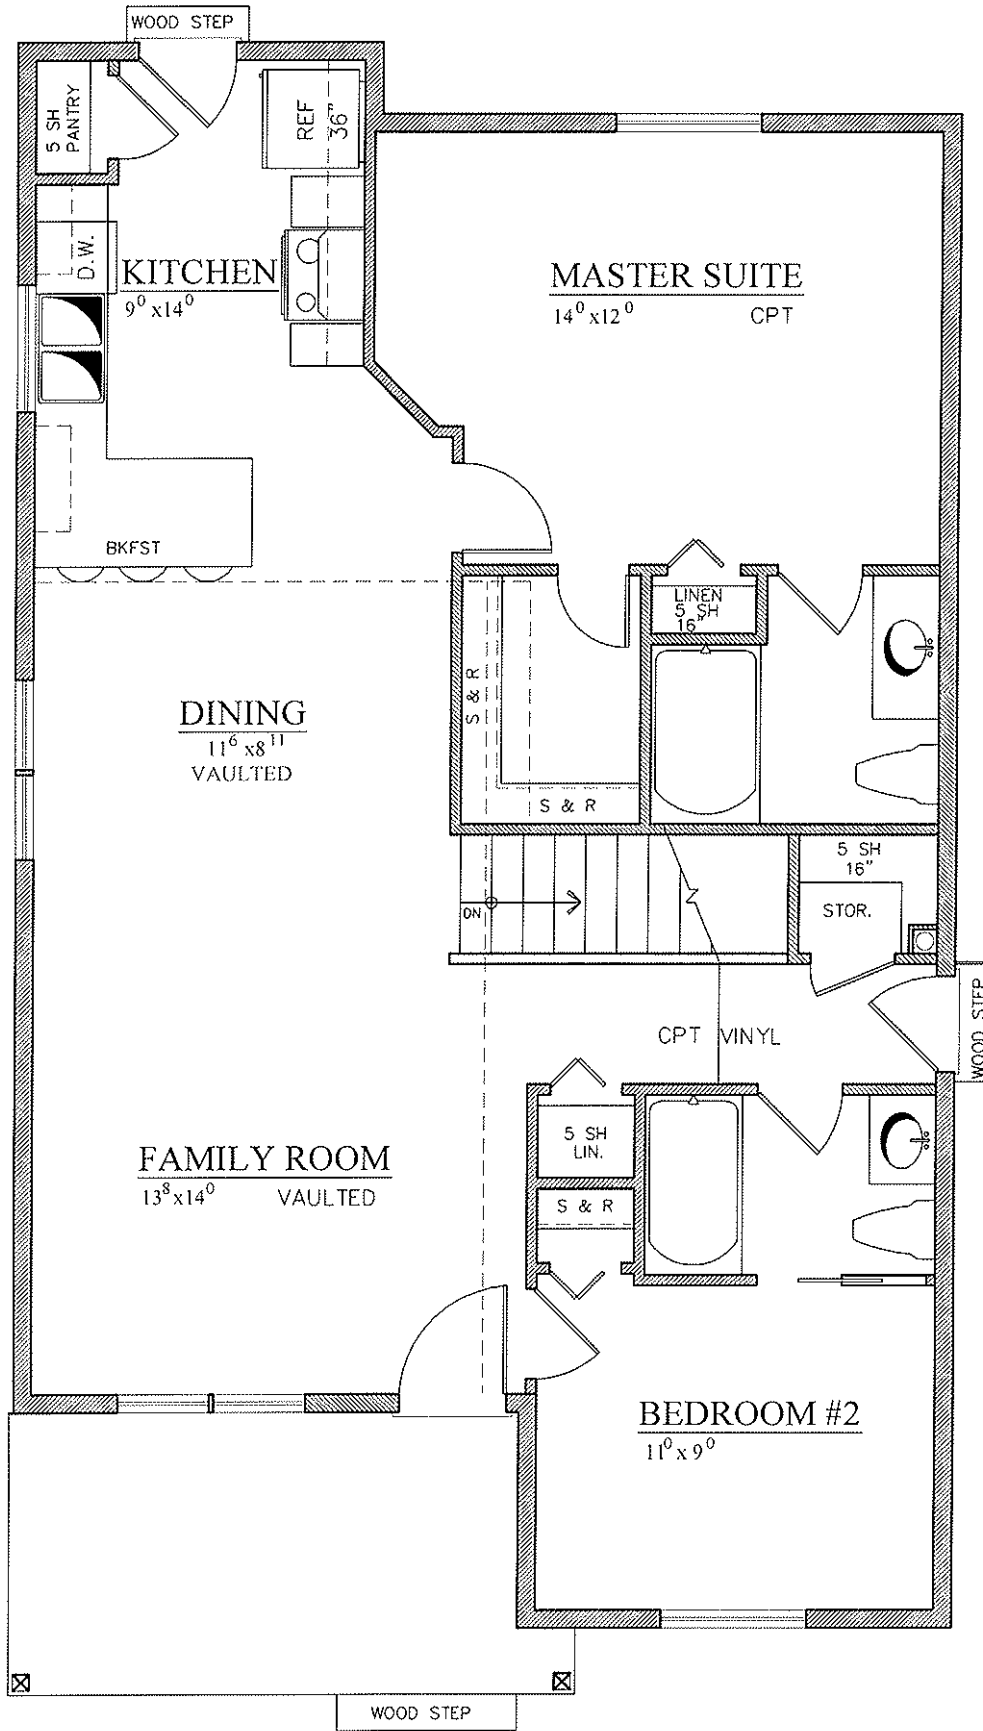 WOOD STEP
5 SH
PANTRY
REF
36"
D.W.
KITCHEN
9⁰ x14⁰
MASTER SUITE
14⁰ x12⁰ CPT
BKFST
LINEN
5 SH
16"
S & R
DINING
11⁶ x8¹¹
VAULTED
S & R
5 SH
16"
STOR.
DN
CPT VINYL
WOOD STEP
5 SH
LIN.
FAMILY ROOM
13⁸ x14⁰ VAULTED
S & R
BEDROOM #2
11⁰ x 9⁰
WOOD STEP